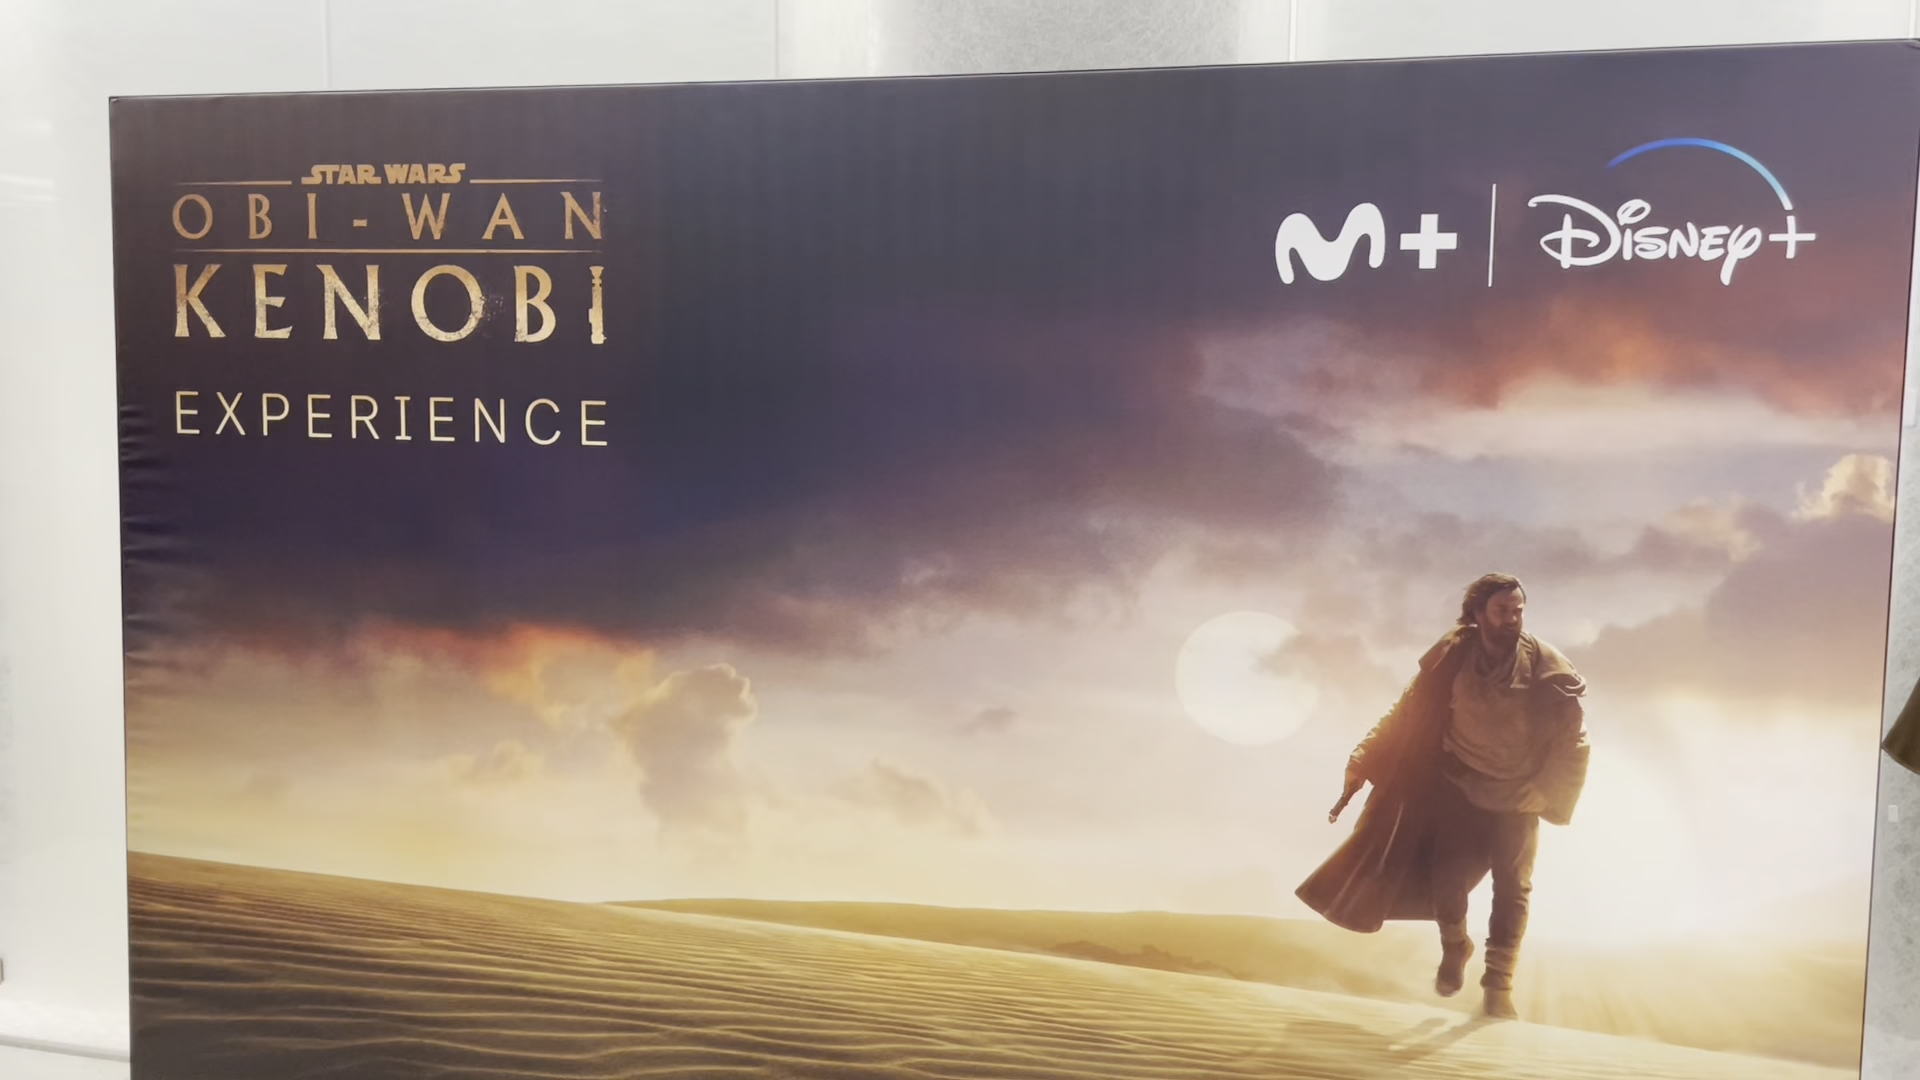 STAR WARS
OBI-WAN
KENOBI
EXPERIENCE
M+ | Disney+